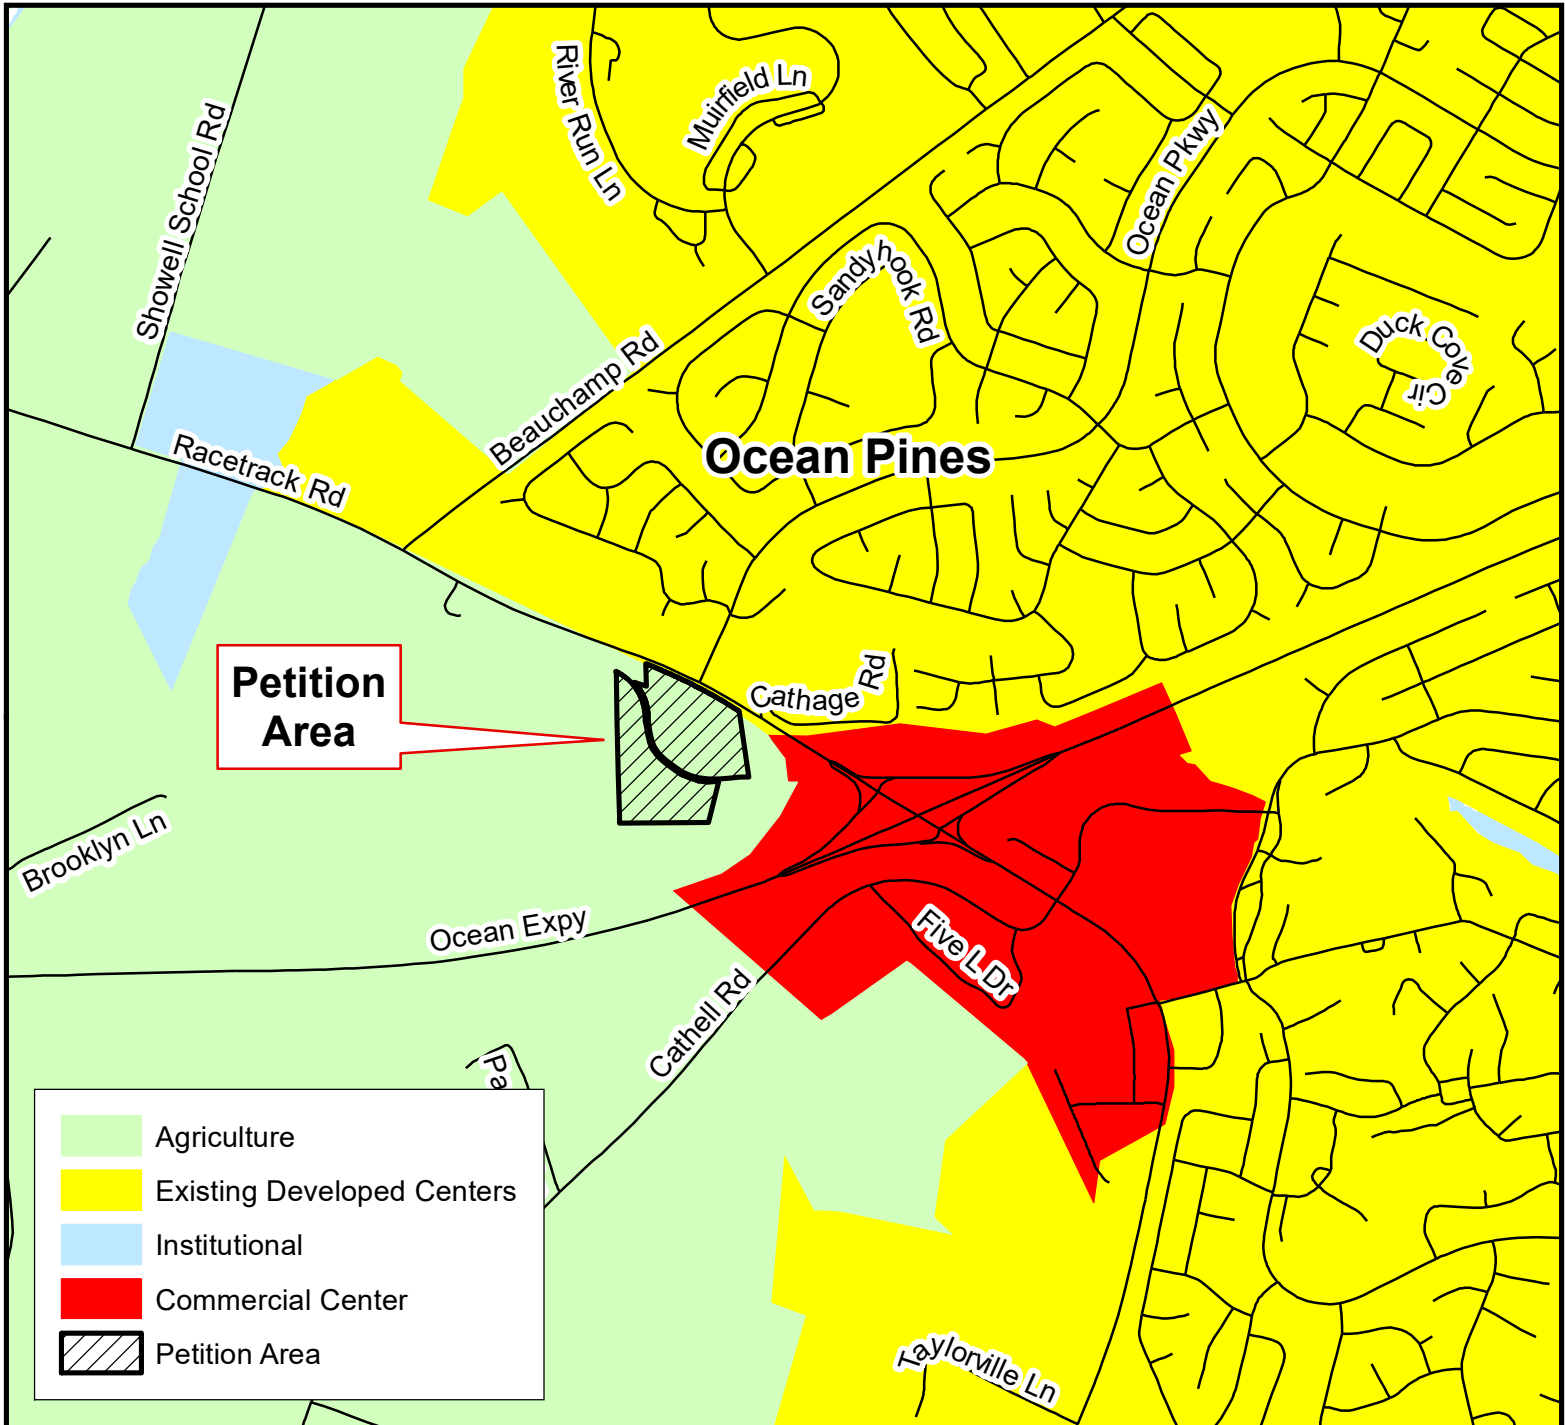 River Run Ln
Muirfield Ln
Showell School Rd
Ocean Pkwy
Sandyhook Rd
Duck Cove Cir
Beauchamp Rd
Ocean Pines
Racetrack Rd
Petition
Area
Cathage Rd
Brooklyn Ln
Ocean Expy
Five L Dr
Cathell Rd
Pa
Agriculture
Existing Developed Centers
Institutional
Commercial Center
Petition Area
Taylorville Ln